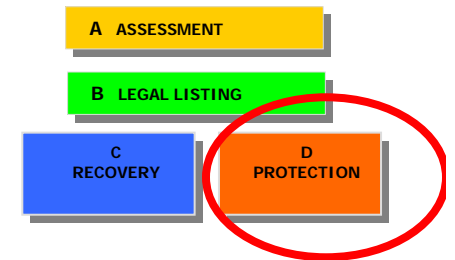 A ASSESSMENT
B LEGAL LISTING
C
RECOVERY
D
PROTECTION